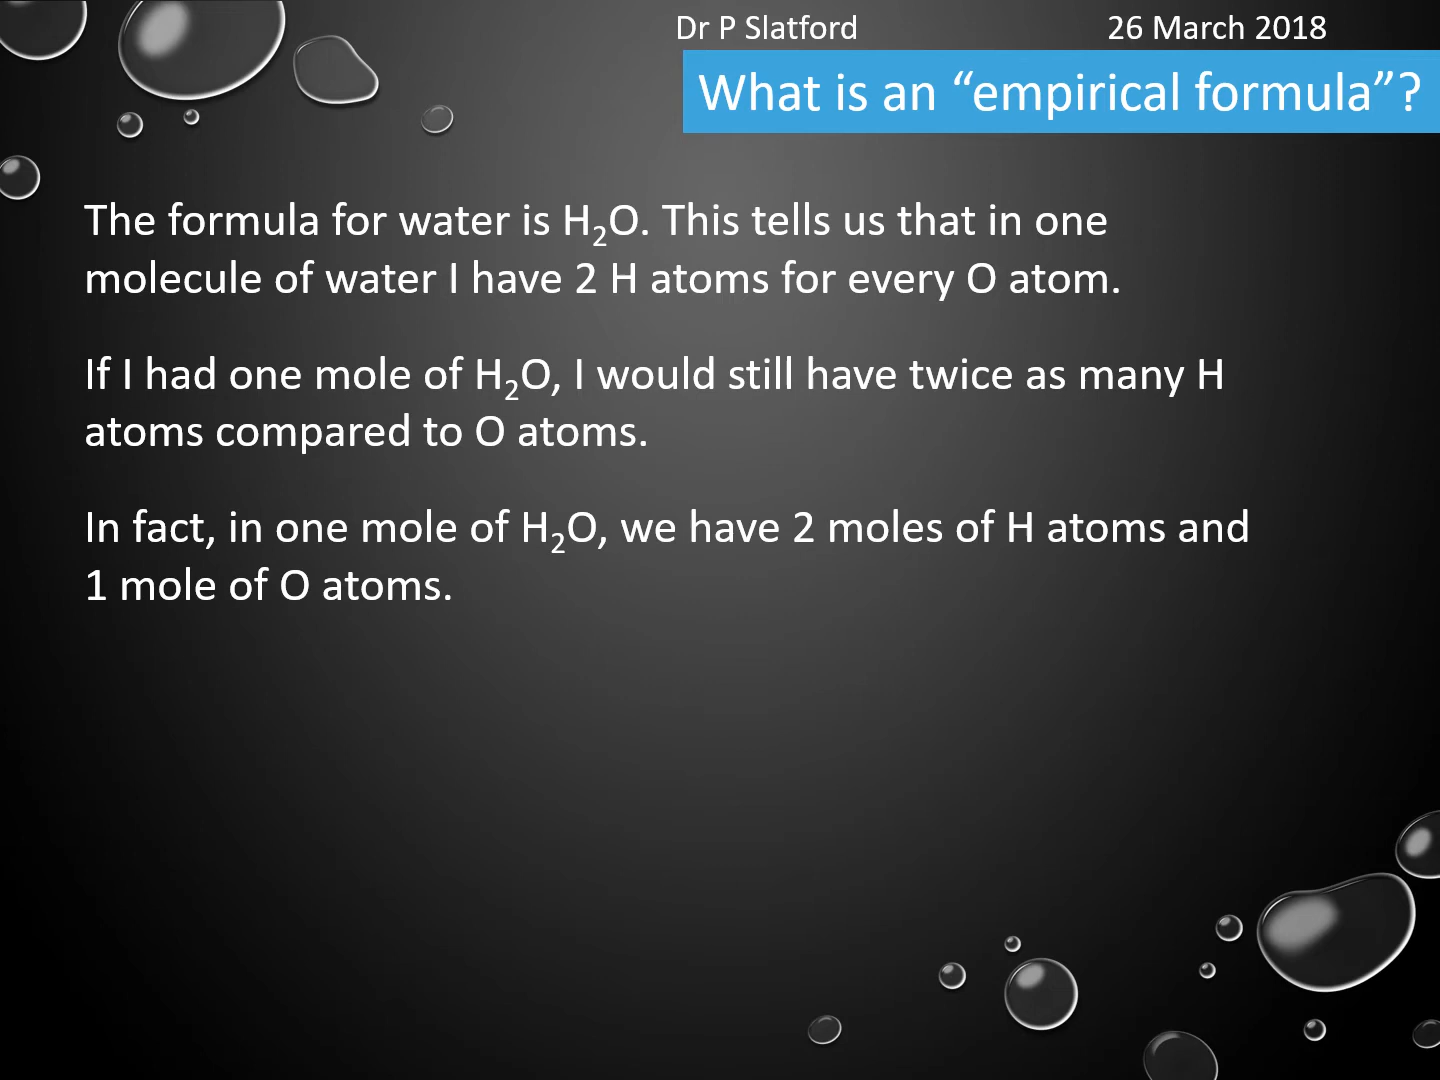 Dr P Slatford 26 March 2018
What is an “empirical formula”?
The formula for water is H₂O. This tells us that in one
molecule of water I have 2 H atoms for every O atom.
If I had one mole of H₂O, I would still have twice as many H
atoms compared to O atoms.
In fact, in one mole of H₂O, we have 2 moles of H atoms and
1 mole of O atoms.